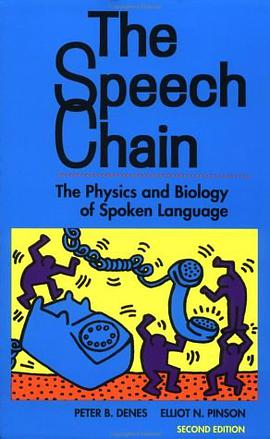 The
Speech
Chain
The Physics and Biology
of Spoken Language
PETER B. DENES ELLIOT N. PINSON
SECOND EDITION